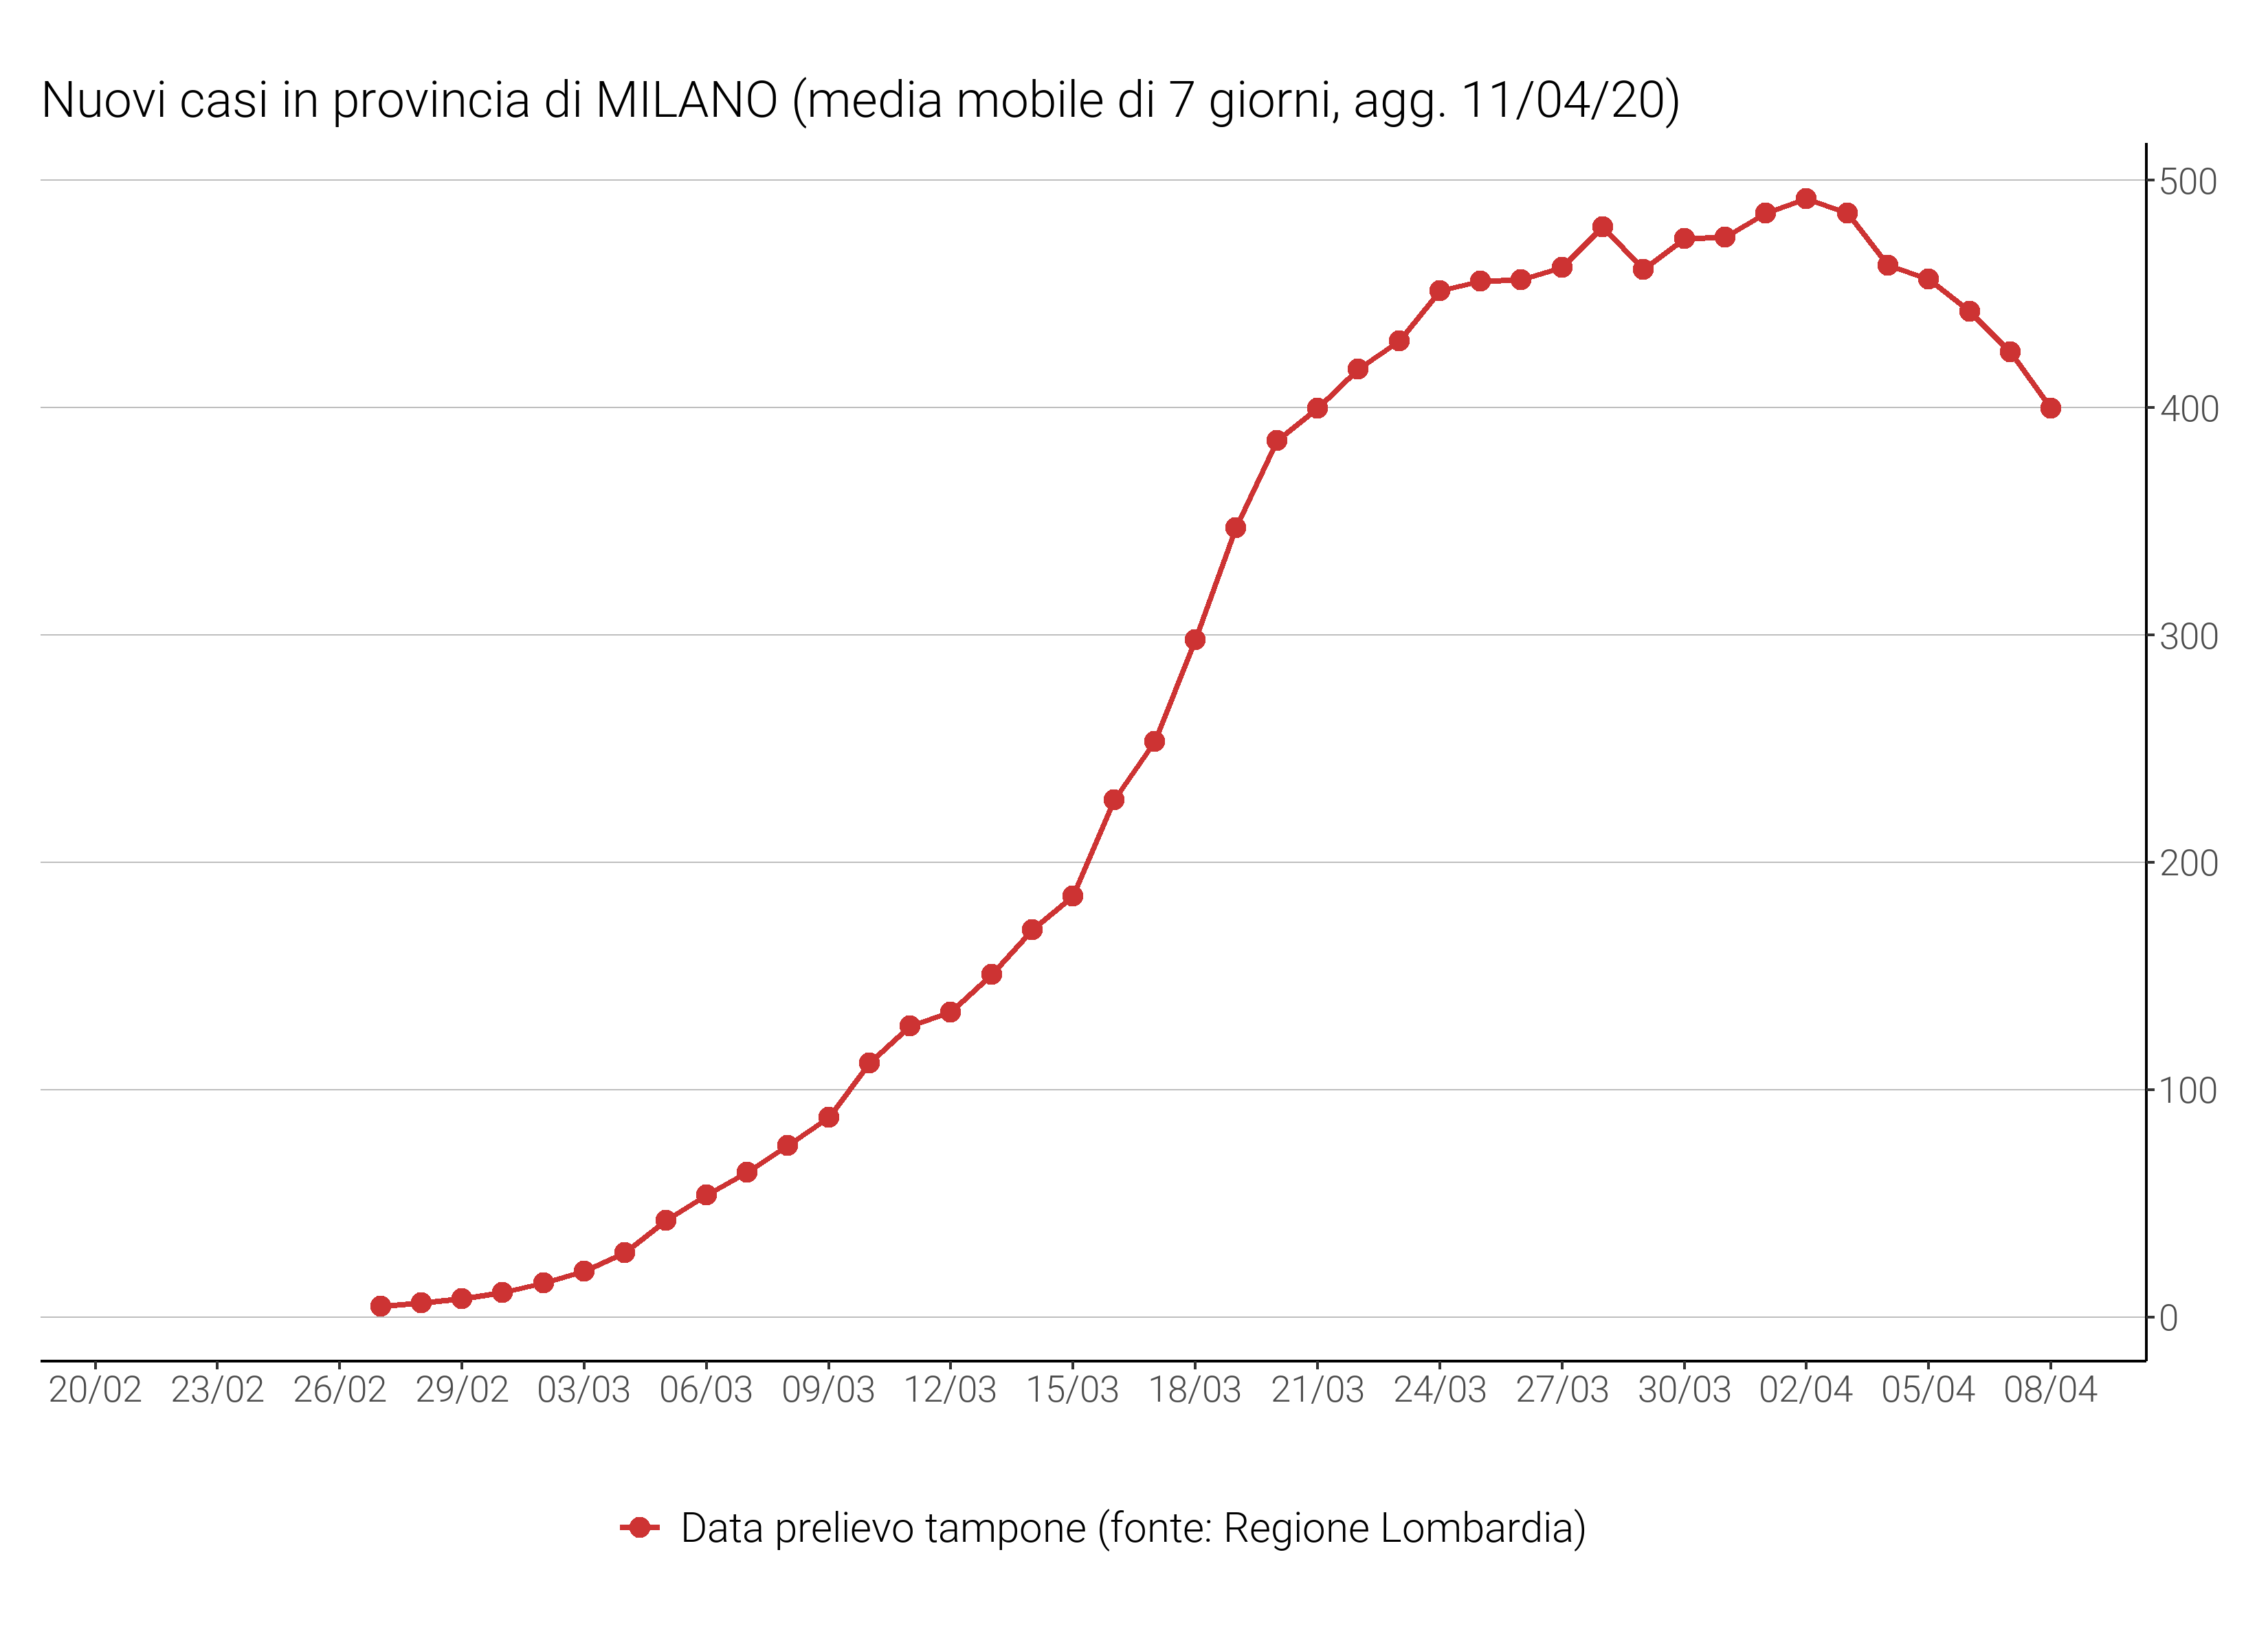 Nuovi casi in provincia di MILANO (media mobile di 7 giorni, agg. 11/04/20)
500
400
300
200
100
0
20/02 23/02 26/02 29/02 03/03 06/03 09/03 12/03 15/03 18/03 21/03 24/03 27/03 30/03 02/04 05/04 08/04
Data prelievo tampone (fonte: Regione Lombardia)